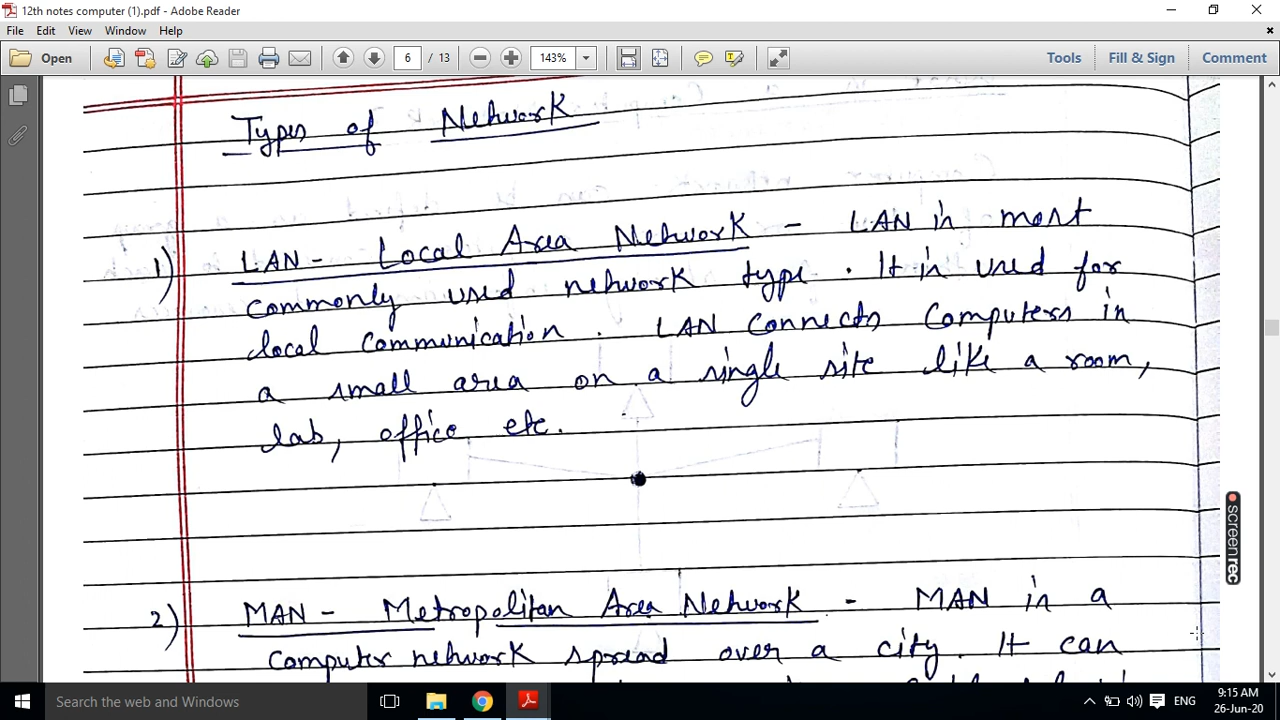 12th notes computer (1).pdf - Adobe Reader
File Edit View Window Help
Open 6 / 13 143% Tools Fill & Sign Comment
Types of Network
1) LAN - Local Area Network - LAN is most
commonly used network type. It is used for
local communication. LAN connects computers in
a small area on a single site like a room,
lab, office etc.
2) MAN - Metropolitan Area Network - MAN is a
computer network spread over a city. It can
screenrec
Search the web and Windows
ENG
9:15 AM
26-Jun-20